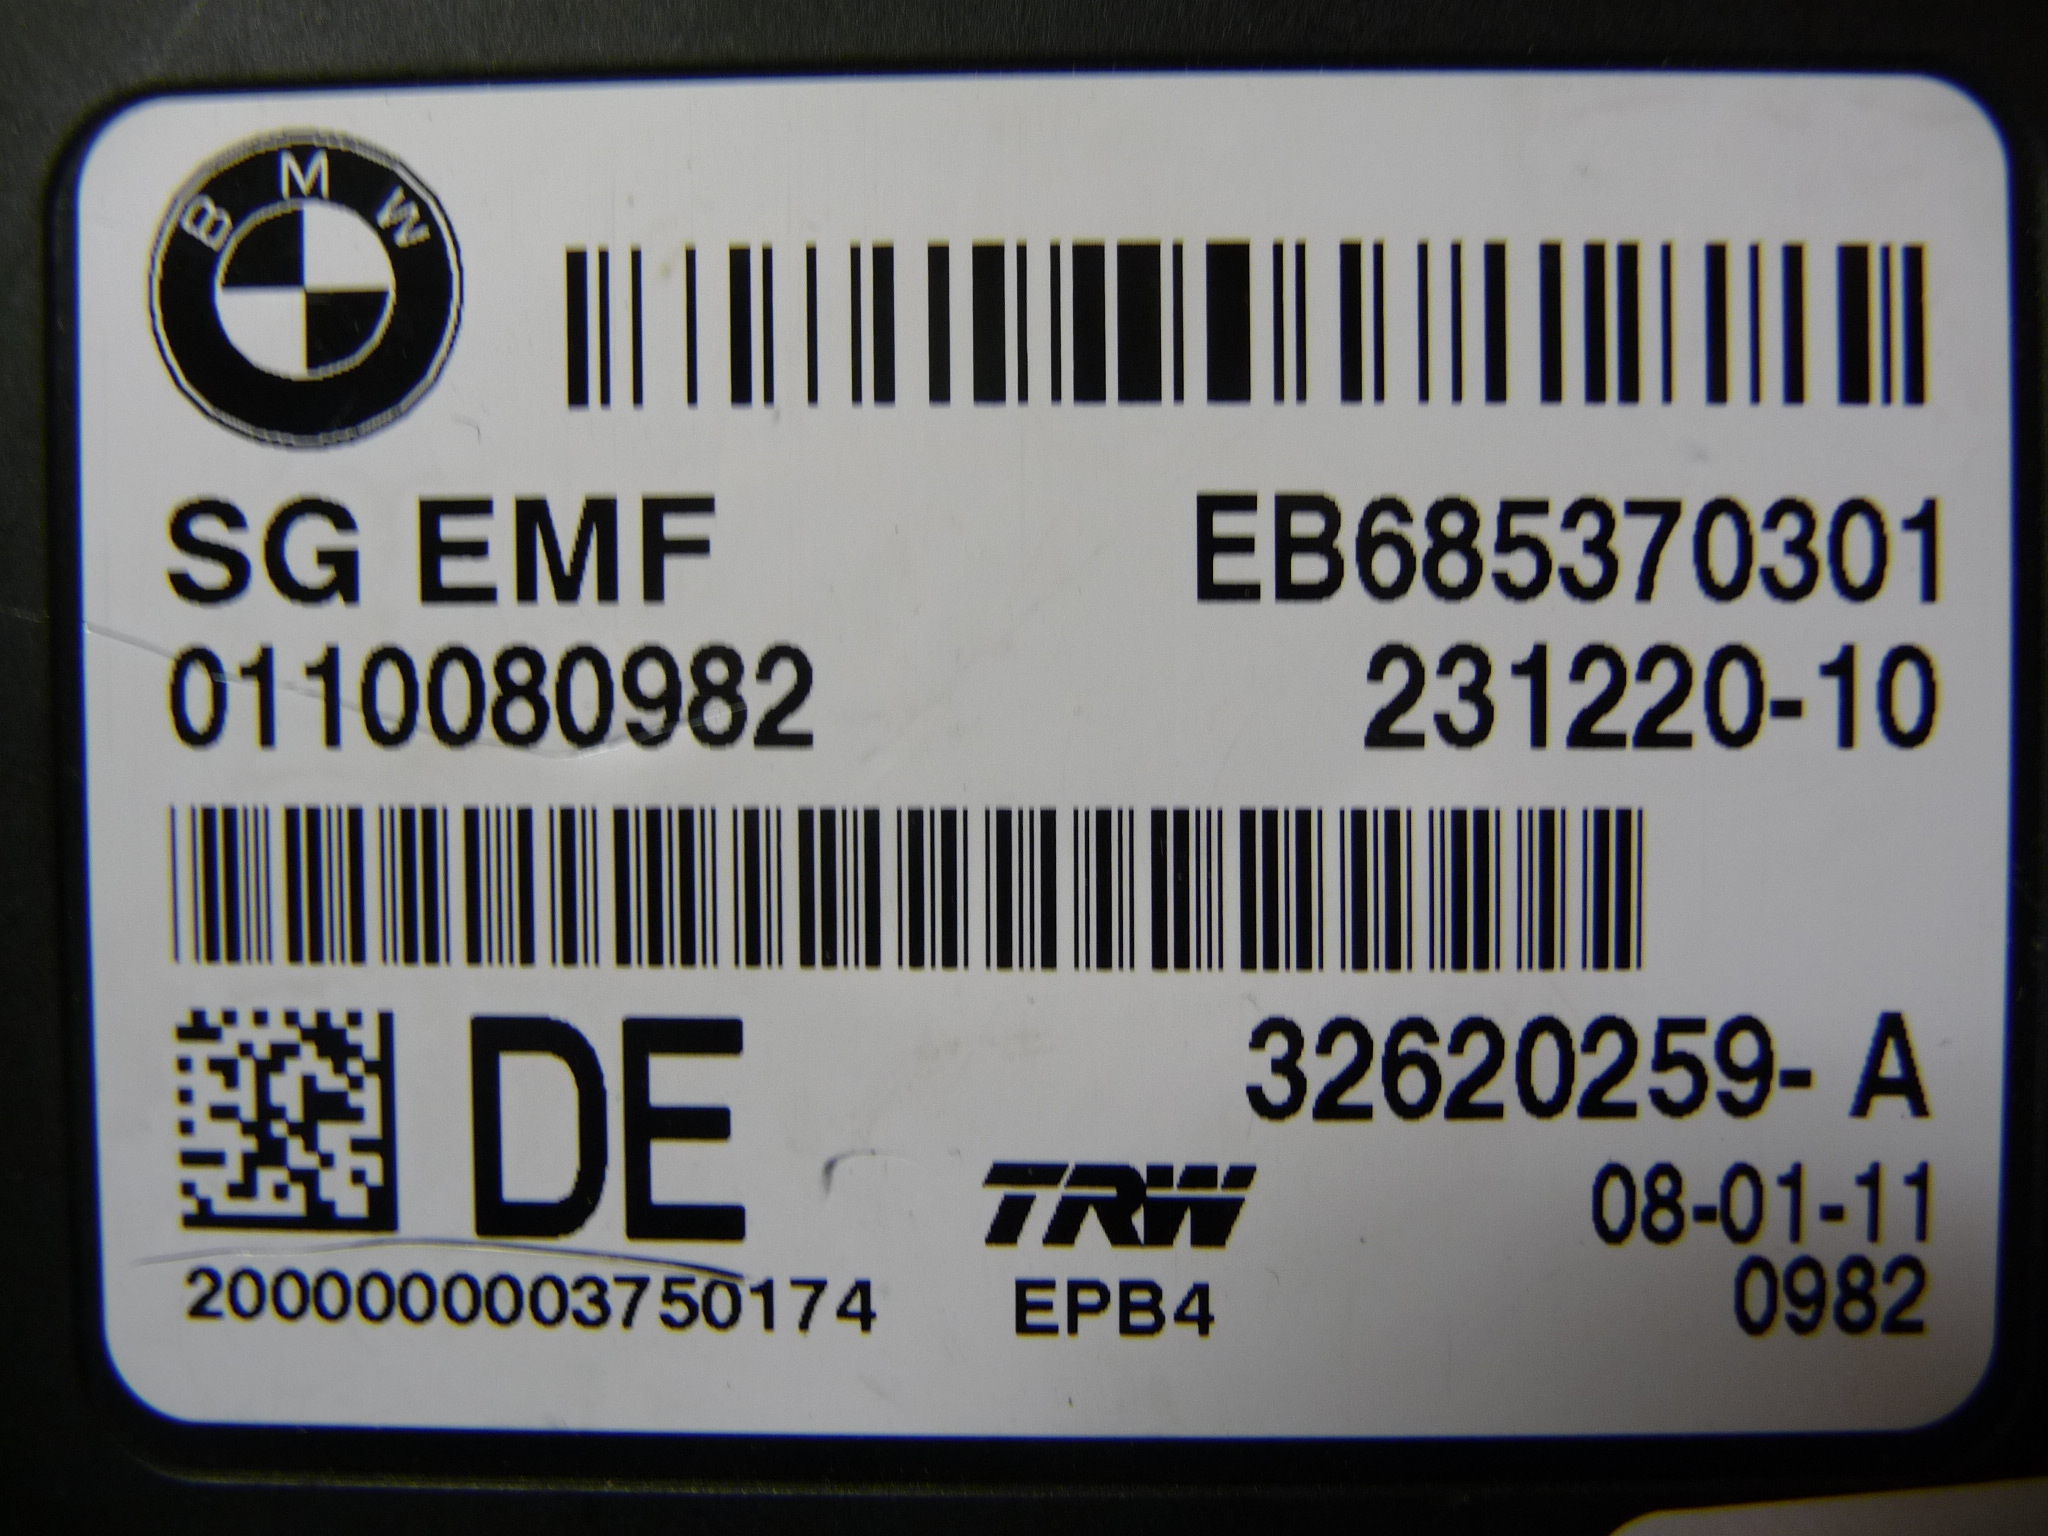 BMW
SG EMF EB685370301
0110080982 231220-10
DE 32620259- A
TRW 08-01-11
2000000003750174 EPB4 0982